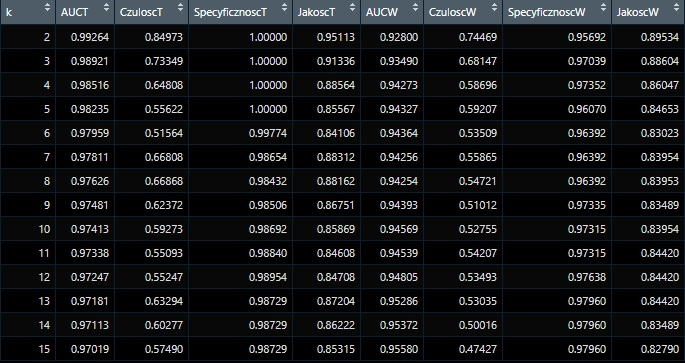 k AUCT CzuloscT SpecyficznoscT JakoscT AUCW CzuloscW SpecyficznoscW JakoscW
2 0.99264 0.84973 1.00000 0.95113 0.92800 0.74469 0.95692 0.89534
3 0.98921 0.73349 1.00000 0.91336 0.93490 0.68147 0.97039 0.88604
4 0.98516 0.64808 1.00000 0.88564 0.94273 0.58696 0.97352 0.86047
5 0.98235 0.55622 1.00000 0.85567 0.94327 0.59207 0.96070 0.84653
6 0.97959 0.51564 0.99774 0.84106 0.94364 0.53509 0.96392 0.83023
7 0.97811 0.66808 0.98654 0.88312 0.94256 0.55865 0.96392 0.83954
8 0.97626 0.66868 0.98432 0.88162 0.94254 0.54721 0.96392 0.83953
9 0.97481 0.62372 0.98506 0.86751 0.94393 0.51012 0.97335 0.83489
10 0.97413 0.59273 0.98692 0.85869 0.94569 0.52755 0.97315 0.83954
11 0.97338 0.55093 0.98840 0.84608 0.94539 0.54207 0.97315 0.84420
12 0.97247 0.55247 0.98954 0.84708 0.94805 0.53493 0.97638 0.84420
13 0.97181 0.63294 0.98729 0.87204 0.95286 0.53035 0.97960 0.84420
14 0.97113 0.60277 0.98729 0.86222 0.95372 0.50016 0.97960 0.83489
15 0.97019 0.57490 0.98729 0.85315 0.95580 0.47427 0.97960 0.82790